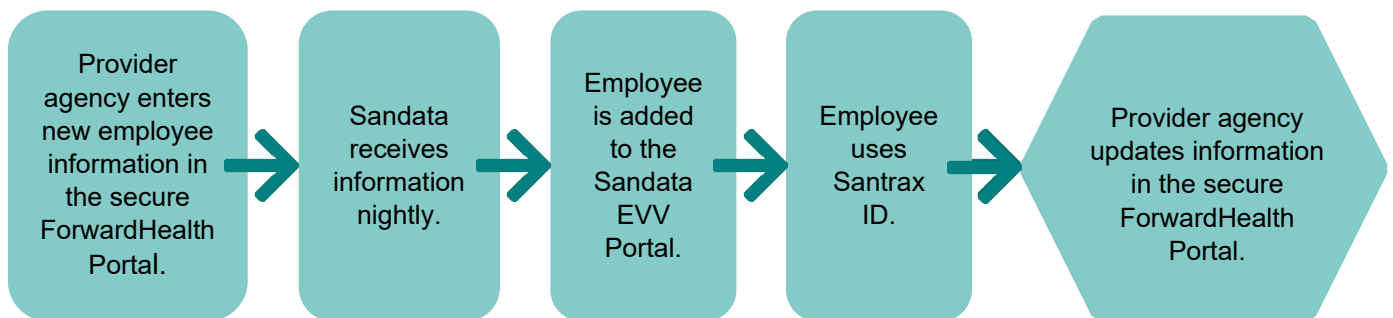 Provider
agency enters
new employee
information in
the secure
ForwardHealth
Portal.
Sandata
receives
information
nightly.
Employee
is added
to the
Sandata
EVV
Portal.
Employee
uses
Santrax
ID.
Provider agency
updates information
in the secure
ForwardHealth
Portal.